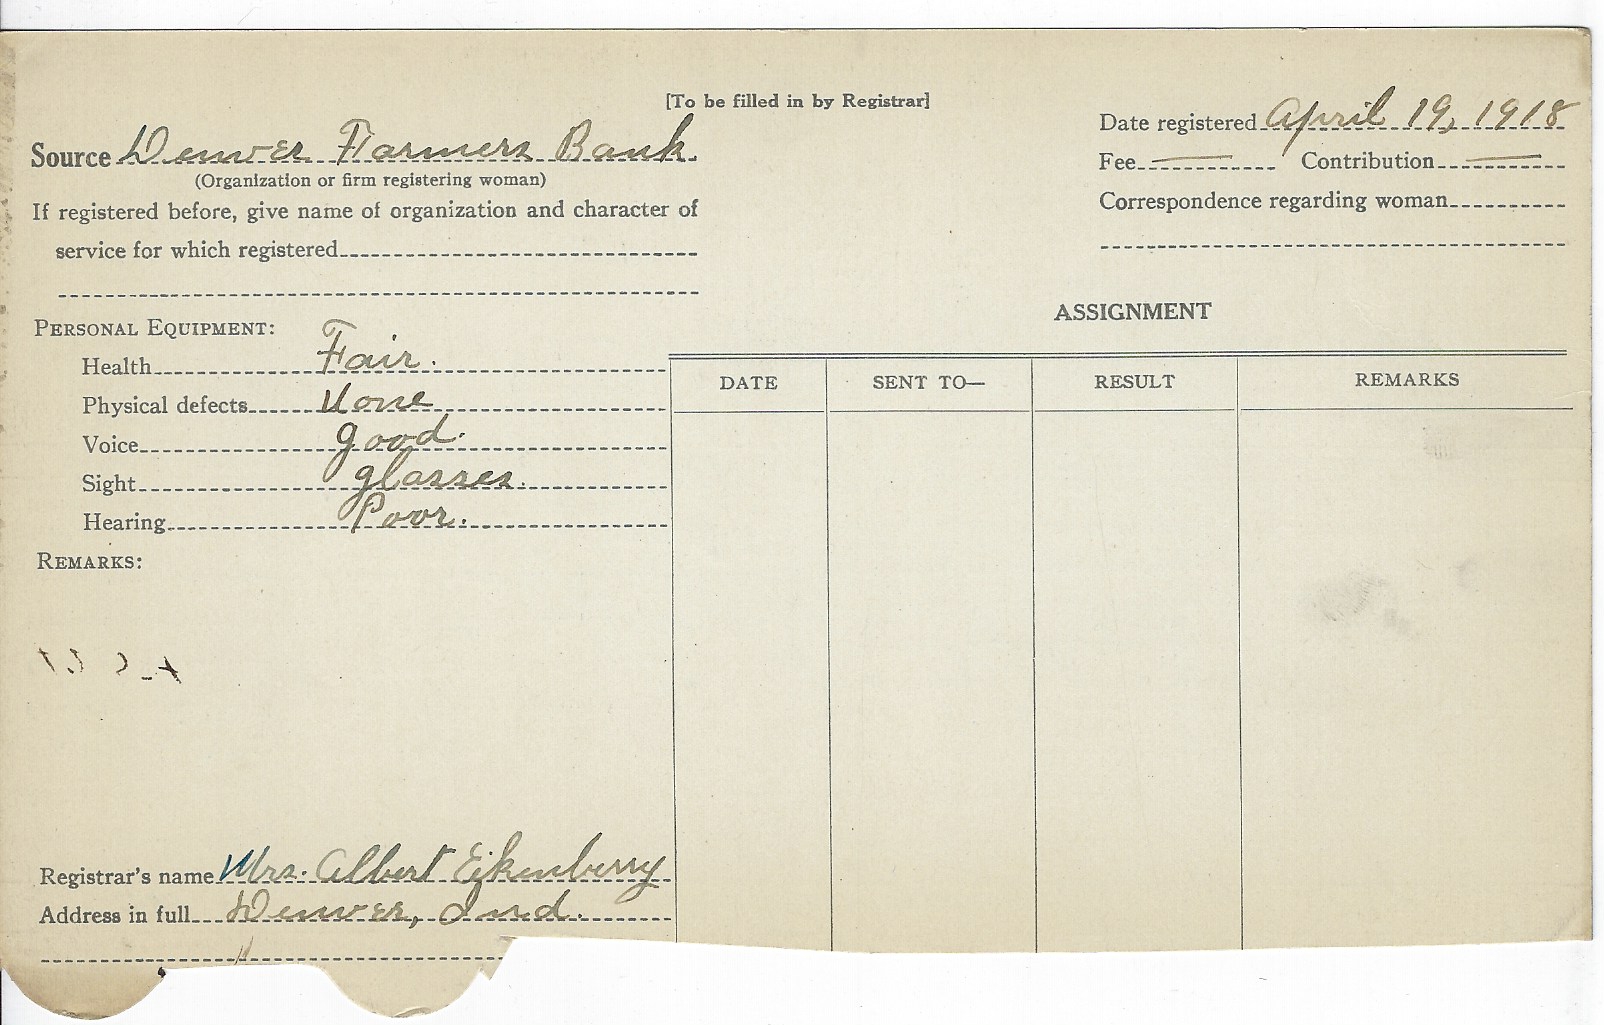 [To be filled in by Registrar]
Source Denver Farmers Bank.
(Organization or firm registering woman)
If registered before, give name of organization and character of
service for which registered
Date registered April 19, 1918
Fee — Contribution —
Correspondence regarding woman
PERSONAL EQUIPMENT:
Health Fair.
Physical defects None
Voice good.
Sight glasses.
Hearing Poor.
REMARKS:
ASSIGNMENT
DATE SENT TO— RESULT REMARKS
Registrar's name Mrs. Albert Eikenberry
Address in full Denver, Ind.